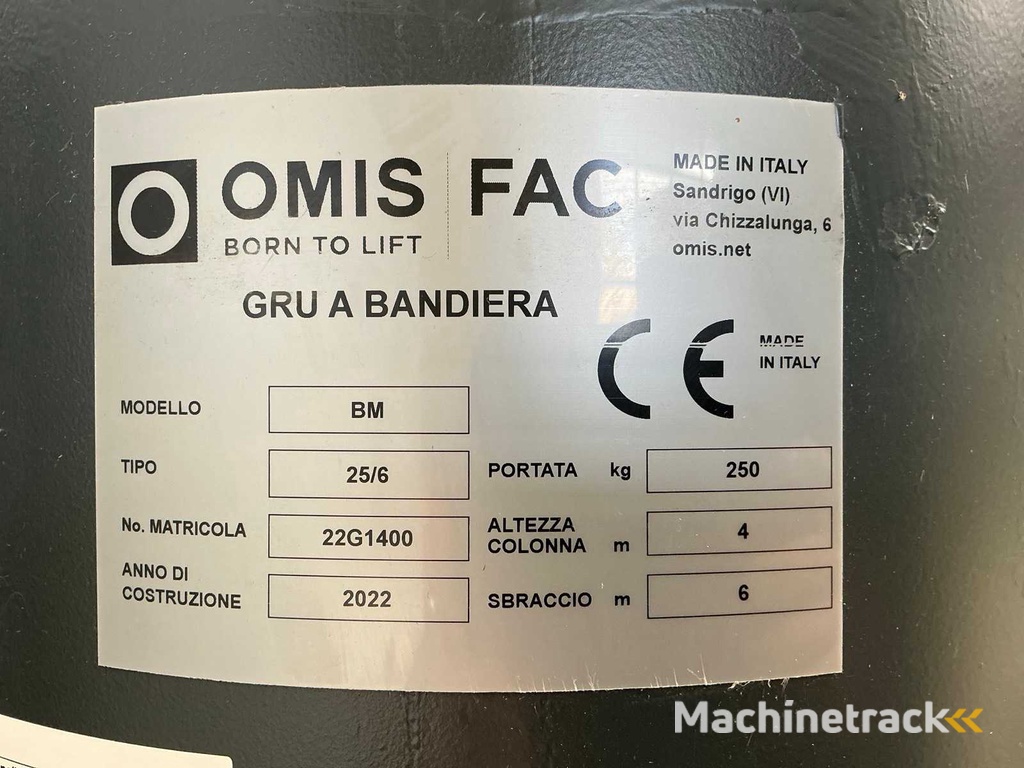 OMIS FAC
BORN TO LIFT
MADE IN ITALY
Sandrigo (VI)
via Chizzalunga, 6
omis.net
GRU A BANDIERA
CE
MADE
IN ITALY
MODELLO BM
TIPO 25/6
No. MATRICOLA 22G1400
ANNO DI
COSTRUZIONE 2022
PORTATA kg 250
ALTEZZA
COLONNA m 4
SBRACCIO m 6
Machinetrack